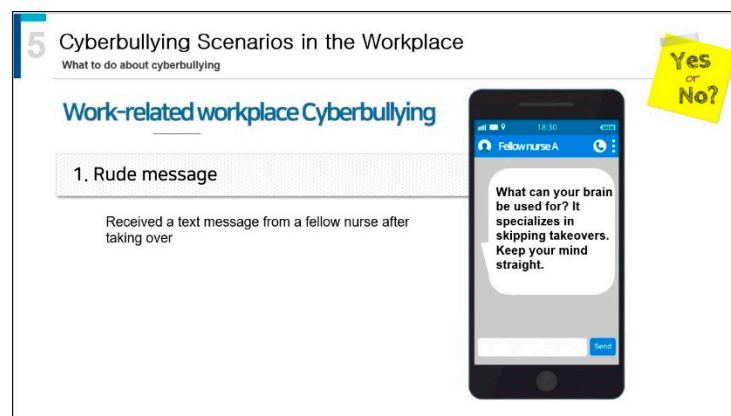 5
Cyberbullying Scenarios in the Workplace
What to do about cyberbullying
Yes
or
No?
Work-related workplace Cyberbullying
1. Rude message
Received a text message from a fellow nurse after
taking over
18:30
Fellow nurse A
What can your brain
be used for? It
specializes in
skipping takeovers.
Keep your mind
straight.
Send